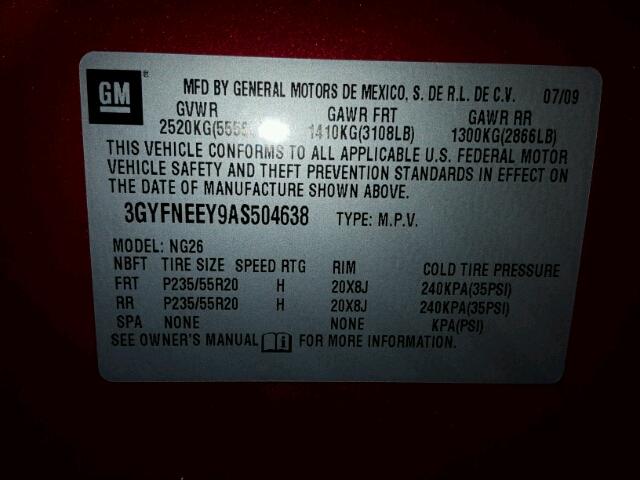 GM ® MFD BY GENERAL MOTORS DE MEXICO, S. DE R.L. DE C.V. 07/09
GVWR GAWR FRT GAWR RR
2520KG(555 1410KG(3108LB) 1300KG(2866LB)
THIS VEHICLE CONFORMS TO ALL APPLICABLE U.S. FEDERAL MOTOR
VEHICLE SAFETY AND THEFT PREVENTION STANDARDS IN EFFECT ON
THE DATE OF MANUFACTURE SHOWN ABOVE.
3GYFNEEY9AS504638 TYPE: M.P.V.
MODEL: NG26
NBFT TIRE SIZE SPEED RTG RIM COLD TIRE PRESSURE
FRT P235/55R20 H 20X8J 240KPA(35PSI)
RR P235/55R20 H 20X8J 240KPA(35PSI)
SPA NONE NONE KPA(PSI)
SEE OWNER'S MANUAL i FOR MORE INFORMATION.